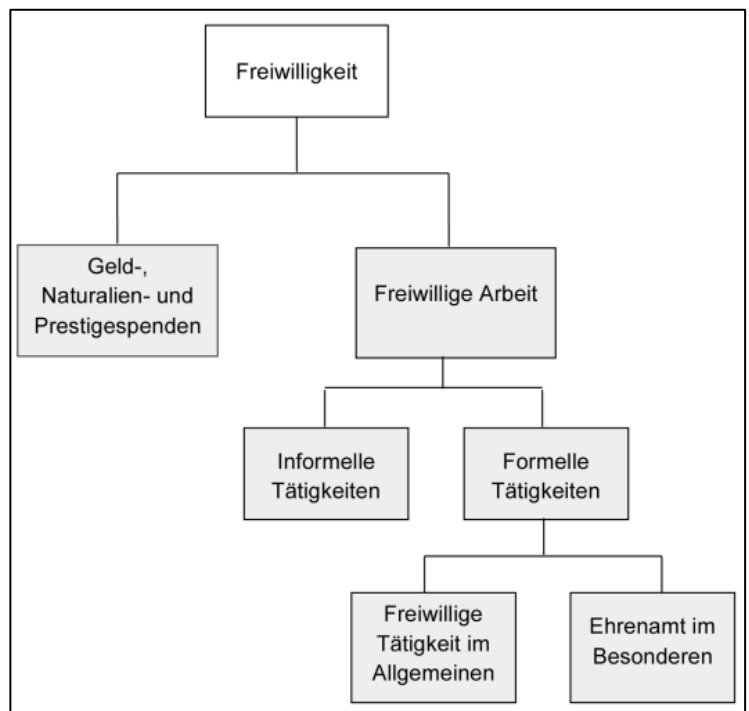 Freiwilligkeit
Geld-,
Naturalien- und
Prestigespenden
Freiwillige Arbeit
Informelle
Tätigkeiten
Formelle
Tätigkeiten
Freiwillige
Tätigkeit im
Allgemeinen
Ehrenamt im
Besonderen